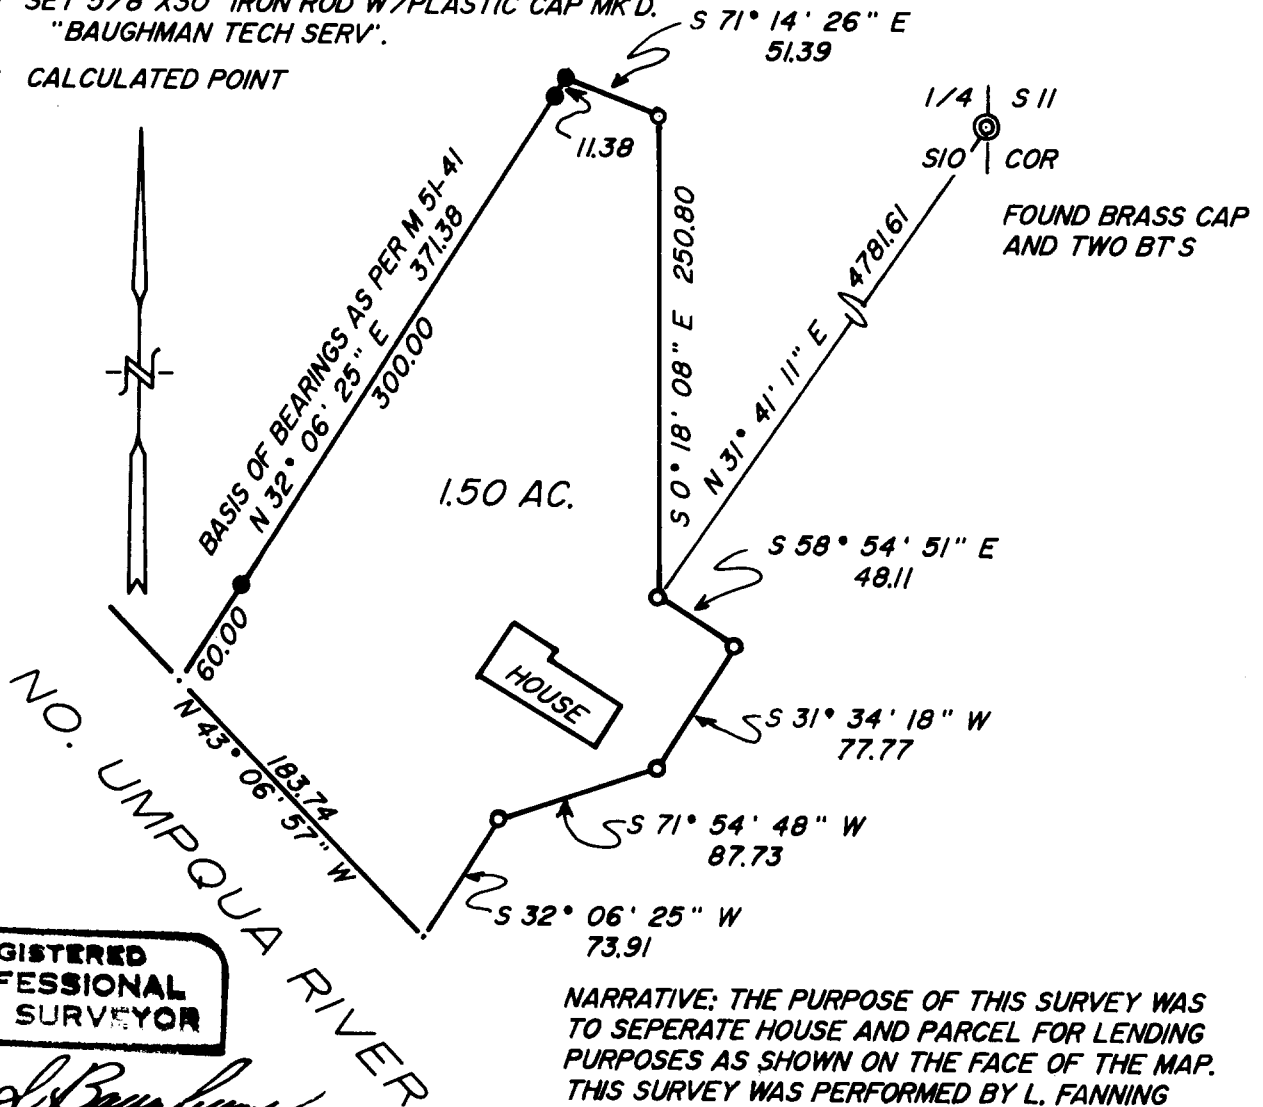 SET 5/8"X30" IRON ROD W/PLASTIC CAP MK'D.
"BAUGHMAN TECH SERV".
CALCULATED POINT
S 71° 14' 26" E
51.39
11.38
1/4 S 11
S10 COR
FOUND BRASS CAP
AND TWO BT'S
4781.61
N 31° 41' 11" E
BASIS OF BEARINGS AS PER M 51-41
371.38
N 32° 06' 25" E
300.00
S 0° 18' 08" E 250.80
1.50 AC.
S 58° 54' 51" E
48.11
60.00
HOUSE
S 31° 34' 18" W
77.77
183.74
N 43° 06' 57" W
S 71° 54' 48" W
87.73
S 32° 06' 25" W
73.91
NO. UMPQUA RIVER
GISTERED
FESSIONAL
SURVEYOR
NARRATIVE: THE PURPOSE OF THIS SURVEY WAS
TO SEPERATE HOUSE AND PARCEL FOR LENDING
PURPOSES AS SHOWN ON THE FACE OF THE MAP.
THIS SURVEY WAS PERFORMED BY L. FANNING